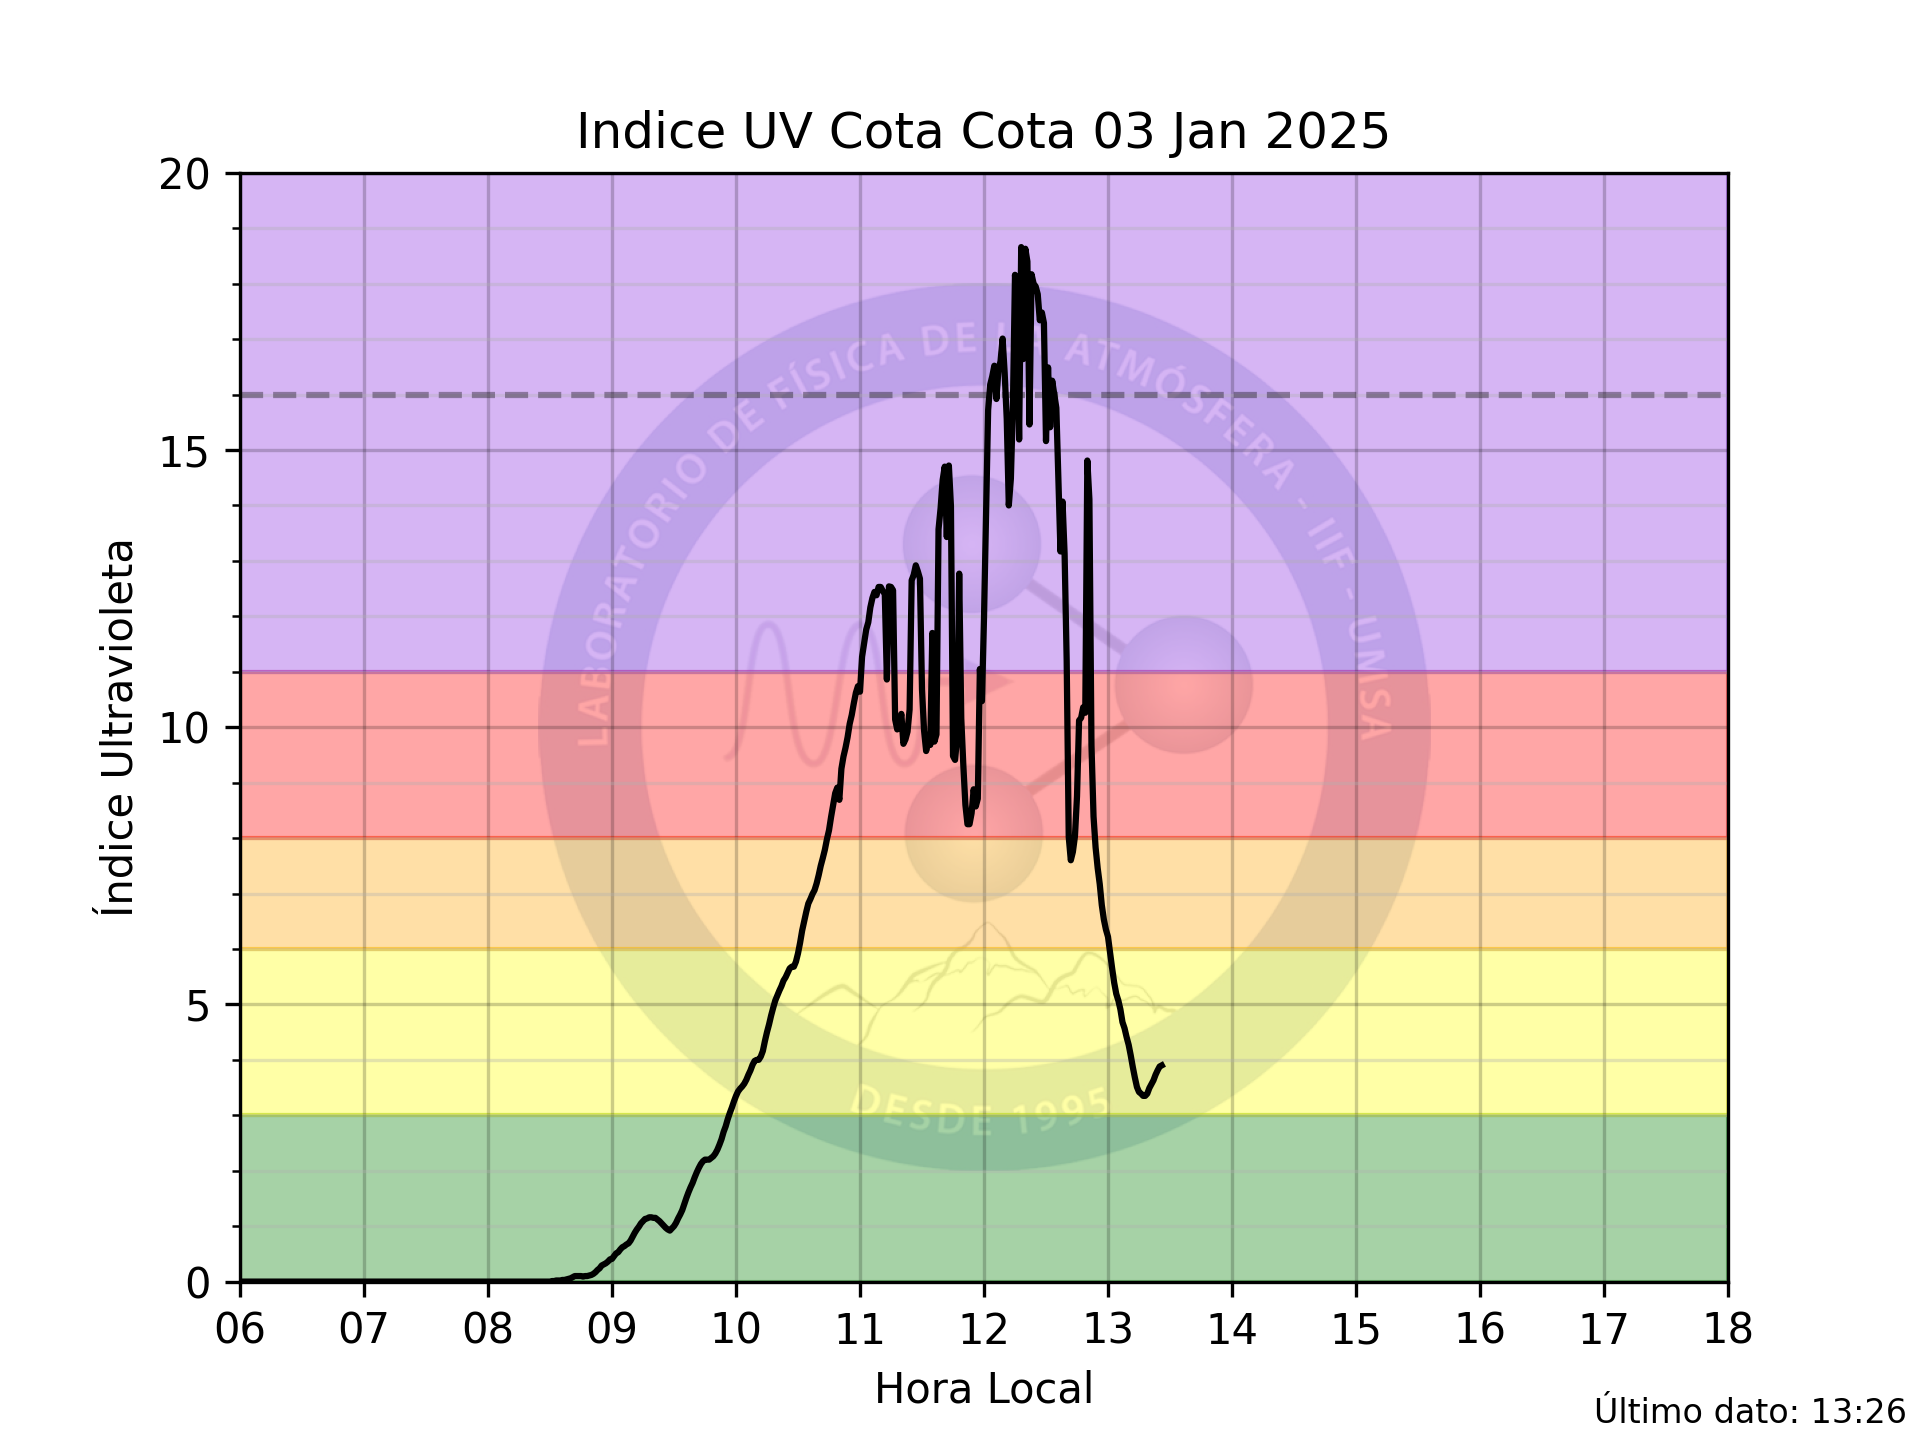 Indice UV Cota Cota 03 Jan 2025
20
15
10
5
0
Índice Ultravioleta
LABORATORIO DE FÍSICA DE LA ATMÓSFERA - IIF - UMSA
DESDE 1995
06 07 08 09 10 11 12 13 14 15 16 17 18
Hora Local
Último dato: 13:26